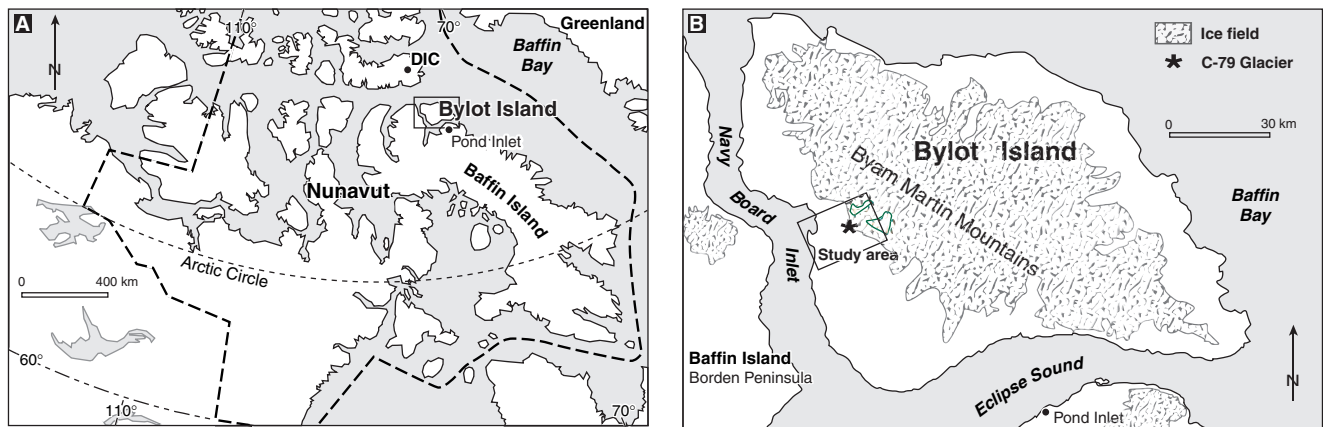 A
110°
70°
Greenland
N
DIC
Baffin
Bay
Bylot Island
Pond Inlet
Nunavut
Baffin Island
Arctic Circle
0 400 km
60°
110°
70°
B
Ice field
C-79 Glacier
0 30 km
Navy
Board
Inlet
Bylot Island
Byam Martin Mountains
Baffin
Bay
Study area
Baffin Island
Borden Peninsula
Eclipse Sound
N
Pond Inlet